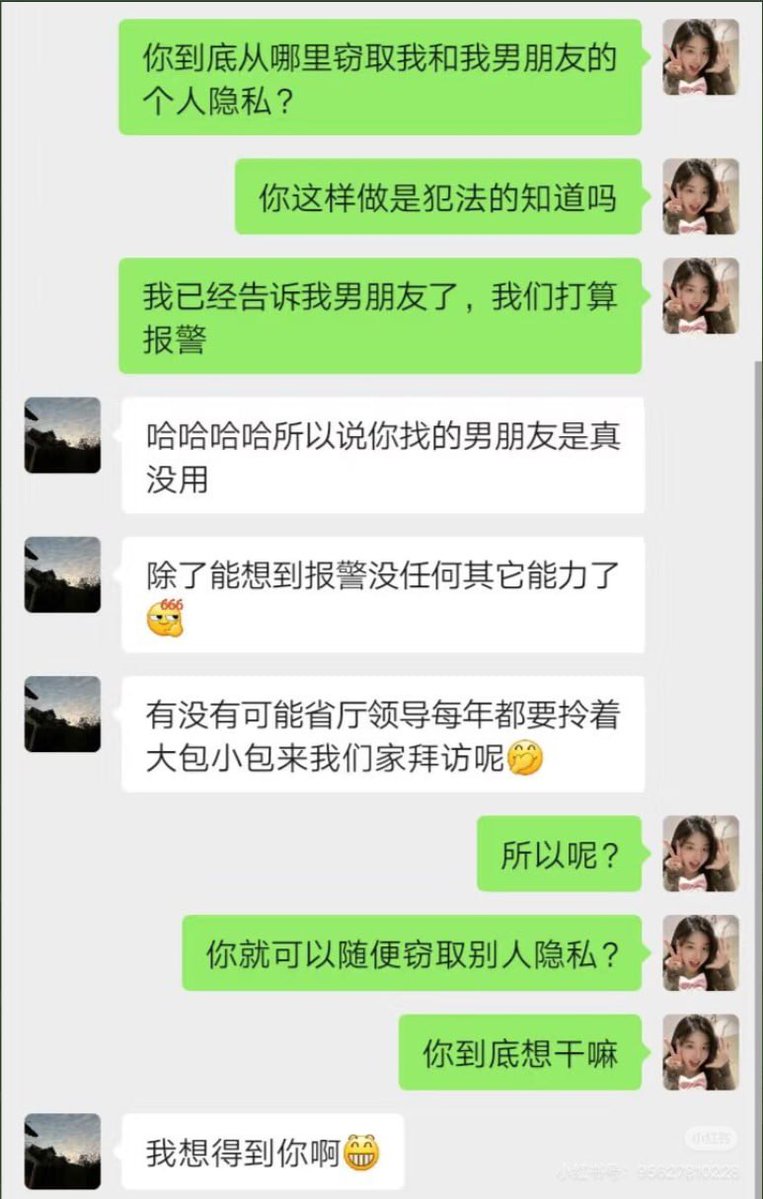 你到底从哪里窃取我和我男朋友的
个人隐私？
你这样做是犯法的知道吗
我已经告诉我男朋友了，我们打算
报警
哈哈哈哈所以说你找的男朋友是真
没用
除了能想到报警没任何其它能力了
666
有没有可能省厅领导每年都要拎着
大包小包来我们家拜访呢
所以呢？
你就可以随便窃取别人隐私？
你到底想干嘛
我想得到你啊
小红书
小红书号：95627810228